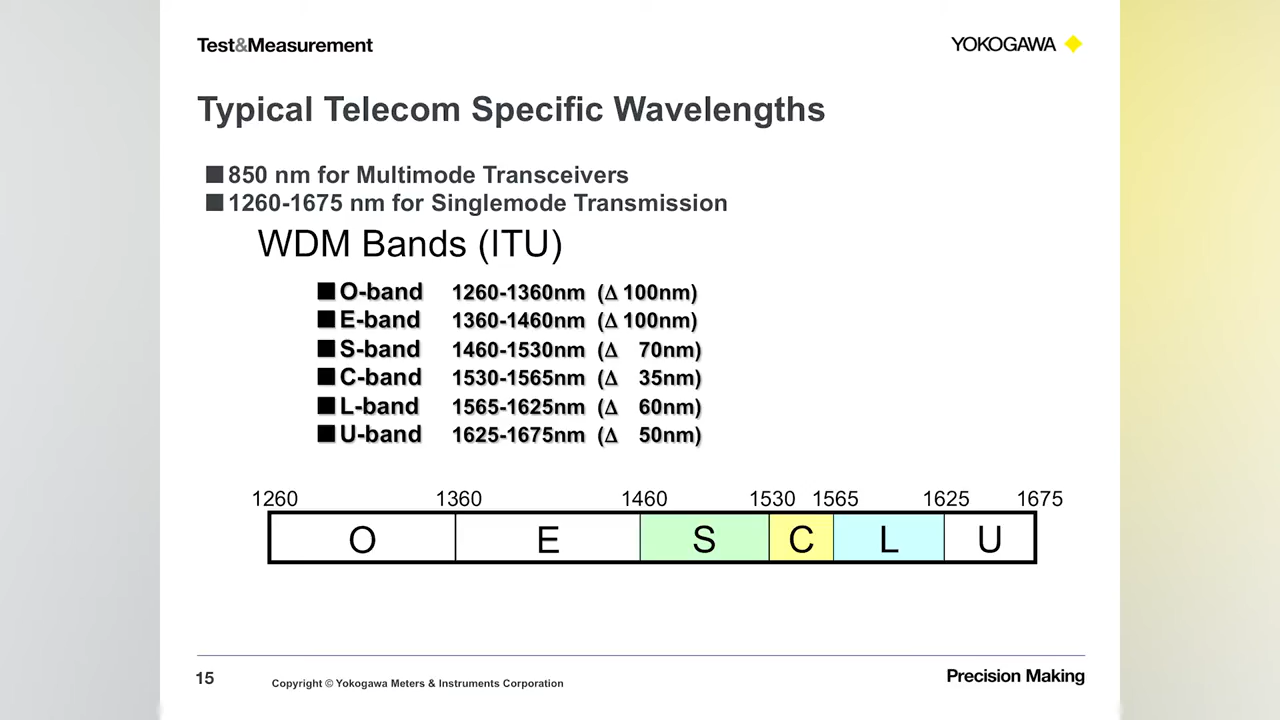 Test&Measurement
YOKOGAWA
Typical Telecom Specific Wavelengths
850 nm for Multimode Transceivers
1260-1675 nm for Singlemode Transmission
WDM Bands (ITU)
O-band 1260-1360nm (Δ 100nm)
E-band 1360-1460nm (Δ 100nm)
S-band 1460-1530nm (Δ 70nm)
C-band 1530-1565nm (Δ 35nm)
L-band 1565-1625nm (Δ 60nm)
U-band 1625-1675nm (Δ 50nm)
1260 1360 1460 1530 1565 1625 1675
O E S C L U
15 Copyright © Yokogawa Meters & Instruments Corporation
Precision Making